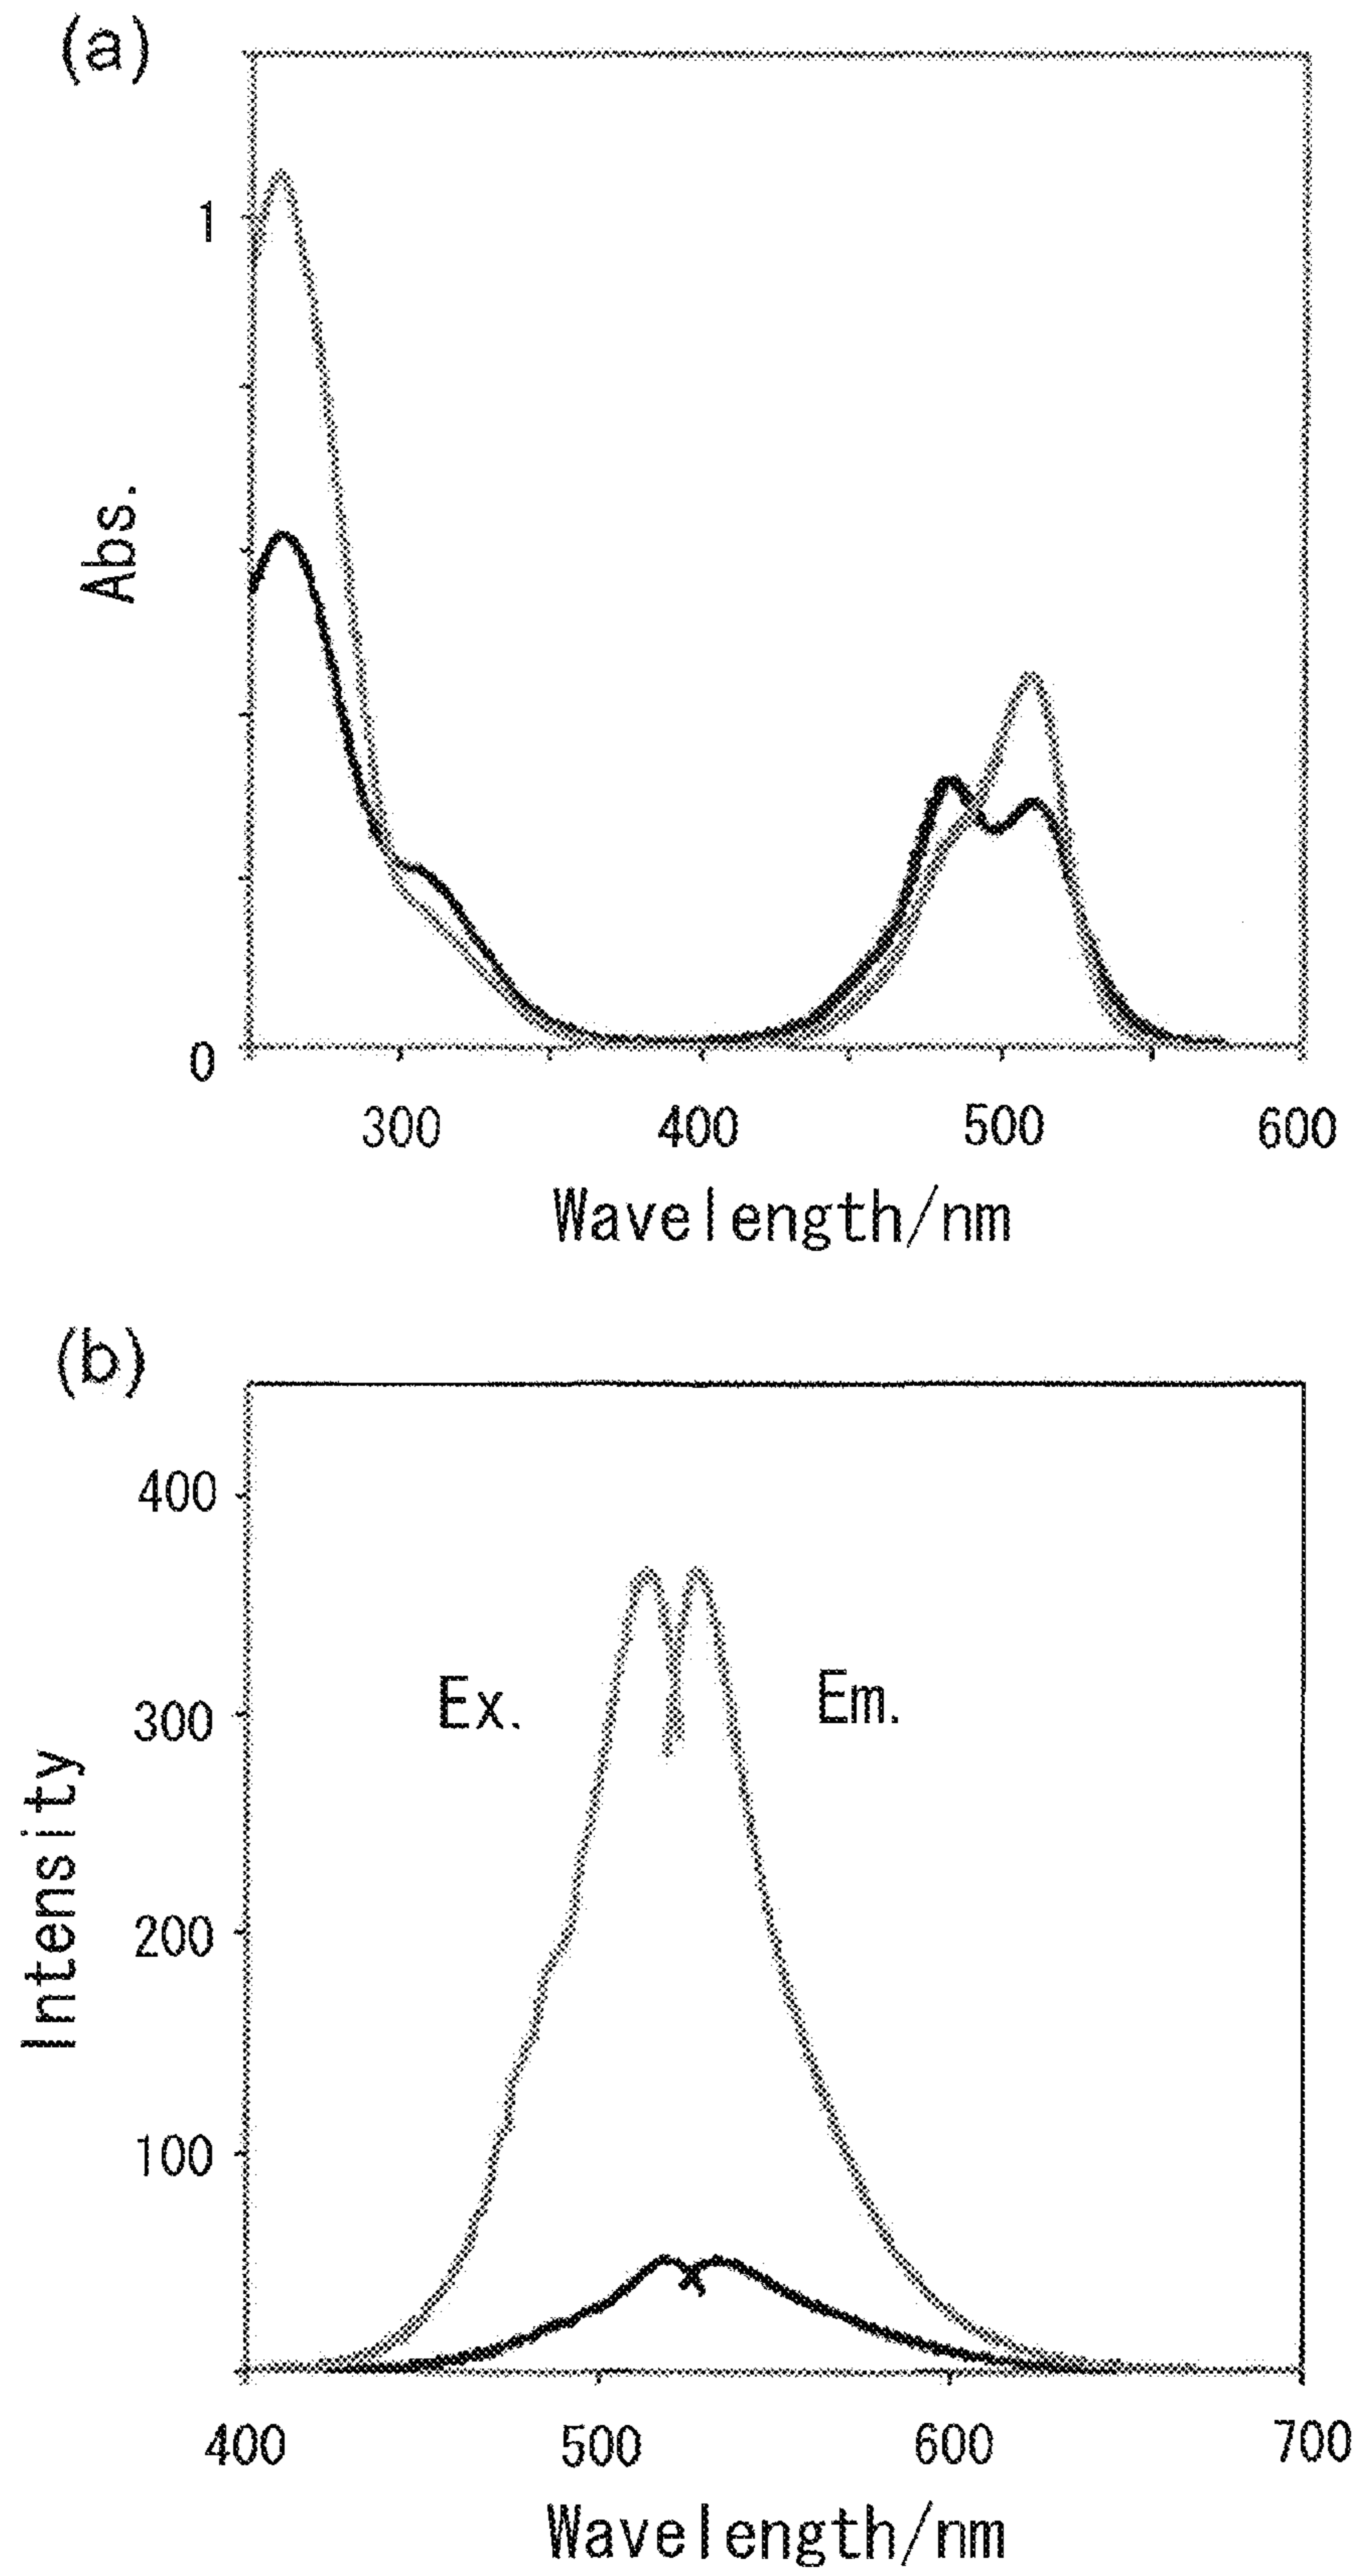 (a)
1
Abs.
0
300 400 500 600
Wavelength/nm
(b)
400
Ex. Em.
300
Intensity
200
100
400 500 600 700
Wavelength/nm